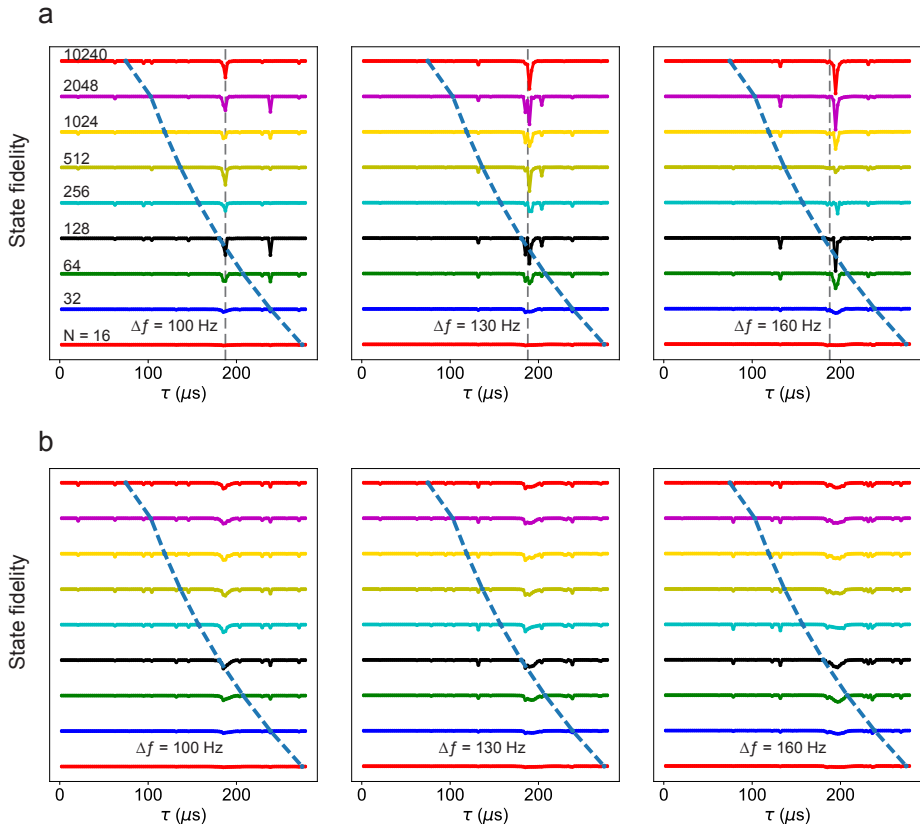 a
State fidelity
10240
2048
1024
512
256
128
64
32
N = 16
Δf = 100 Hz
Δf = 130 Hz
Δf = 160 Hz
0 100 200
0 100 200
0 100 200
τ (μs)
τ (μs)
τ (μs)
b
State fidelity
Δf = 100 Hz
Δf = 130 Hz
Δf = 160 Hz
0 100 200
0 100 200
0 100 200
τ (μs)
τ (μs)
τ (μs)